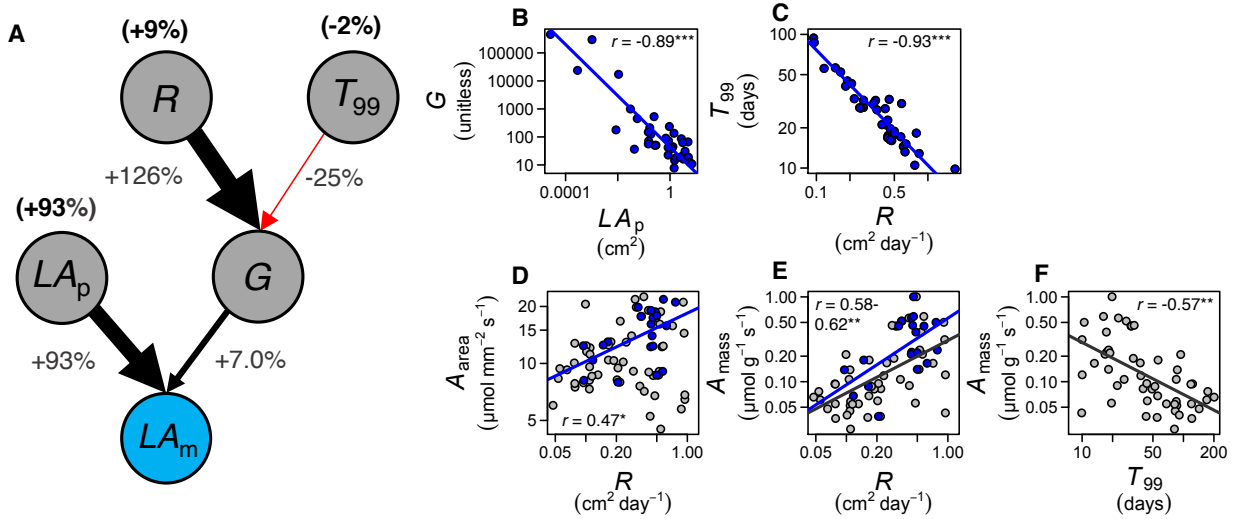 A
(+9%)
(-2%)
R
T99
+126%
-25%
(+93%)
LAp
G
+93%
+7.0%
LAm
B
r = -0.89***
100000
10000
1000
100
10
G
(unitless)
0.0001
1
LAp
(cm2)
C
r = -0.93***
100
50
20
10
T99
(days)
0.1
0.5
R
(cm2 day−1)
D
20
15
10
5
Aarea
(μmol mm−2 s−1)
r = 0.47*
0.05
0.20
1.00
R
(cm2 day−1)
E
r = 0.58-
0.62**
1.00
0.50
0.10
0.05
Amass
(μmol g−1 s−1)
0.05
0.20
1.00
R
(cm2 day−1)
F
r = -0.57**
1.00
0.50
0.10
0.05
Amass
(μmol g−1 s−1)
10
50
200
T99
(days)